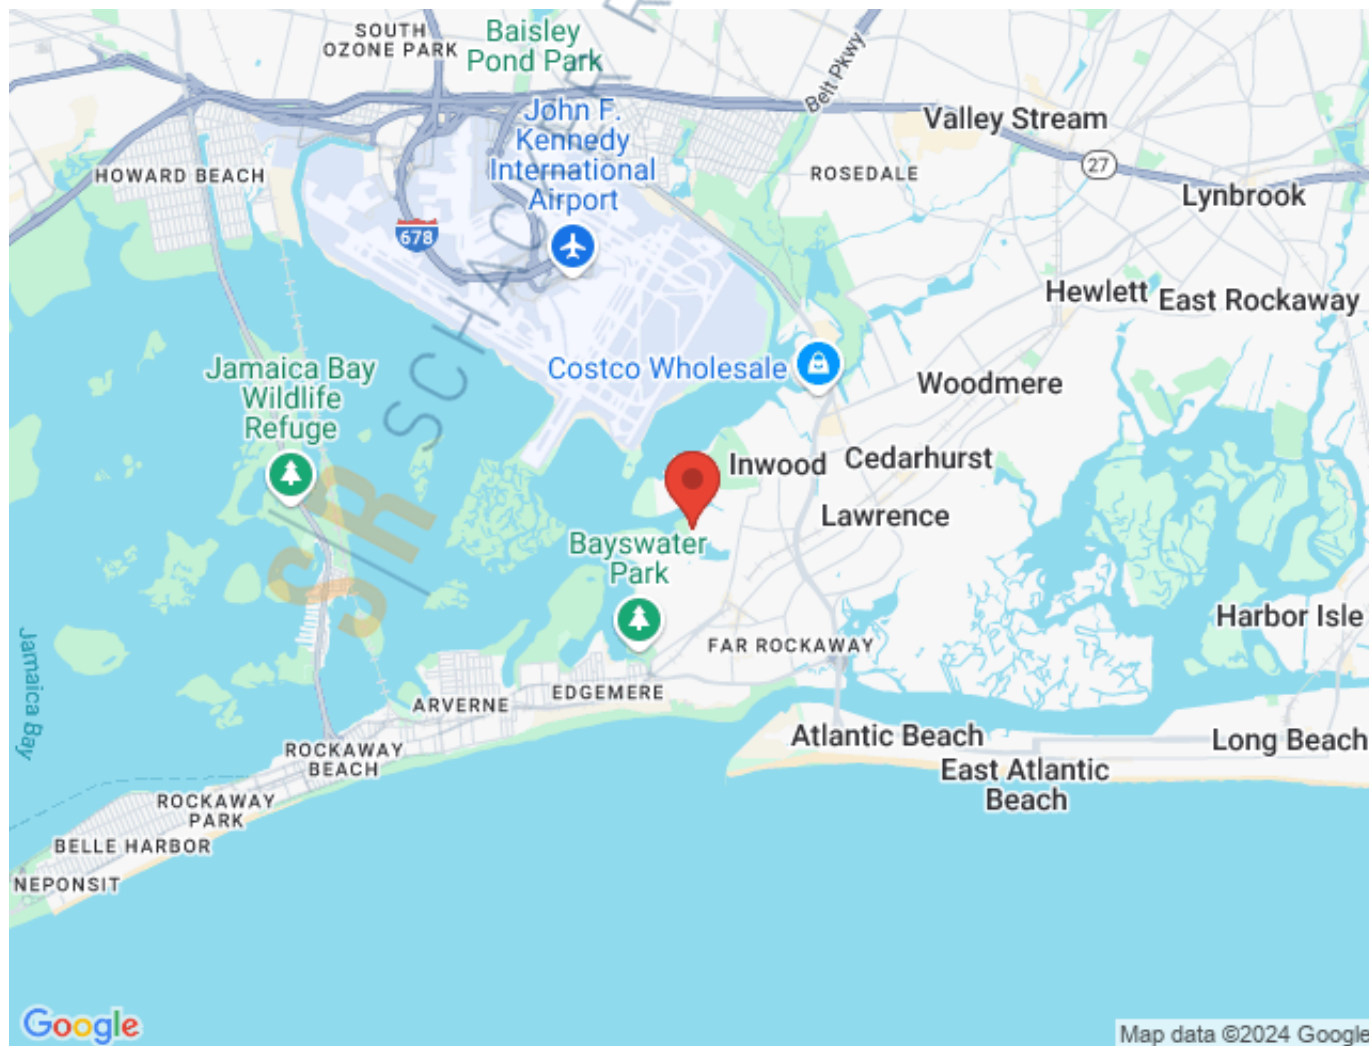 SOUTH
OZONE PARK
Baisley
Pond Park
Belt Pkwy
John F.
Kennedy
International
Airport
Valley Stream
27
HOWARD BEACH
ROSEDALE
Lynbrook
678
Hewlett
East Rockaway
Costco Wholesale
Jamaica Bay
Wildlife
Refuge
Woodmere
Inwood
Cedarhurst
Lawrence
Bayswater
Park
Harbor Isle
FAR ROCKAWAY
Jamaica Bay
EDGEMERE
ARVERNE
Atlantic Beach
Long Beach
ROCKAWAY
BEACH
East Atlantic
Beach
ROCKAWAY
PARK
BELLE HARBOR
NEPONSIT
S/R
Google
Map data ©2024 Google